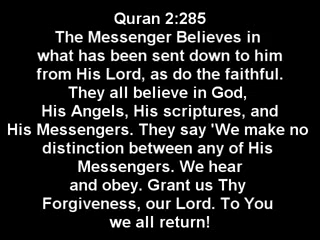 Quran 2:285
The Messenger Believes in
what has been sent down to him
from His Lord, as do the faithful.
They all believe in God,
His Angels, His scriptures, and
His Messengers. They say 'We make no
distinction between any of His
Messengers. We hear
and obey. Grant us Thy
Forgiveness, our Lord. To You
we all return!